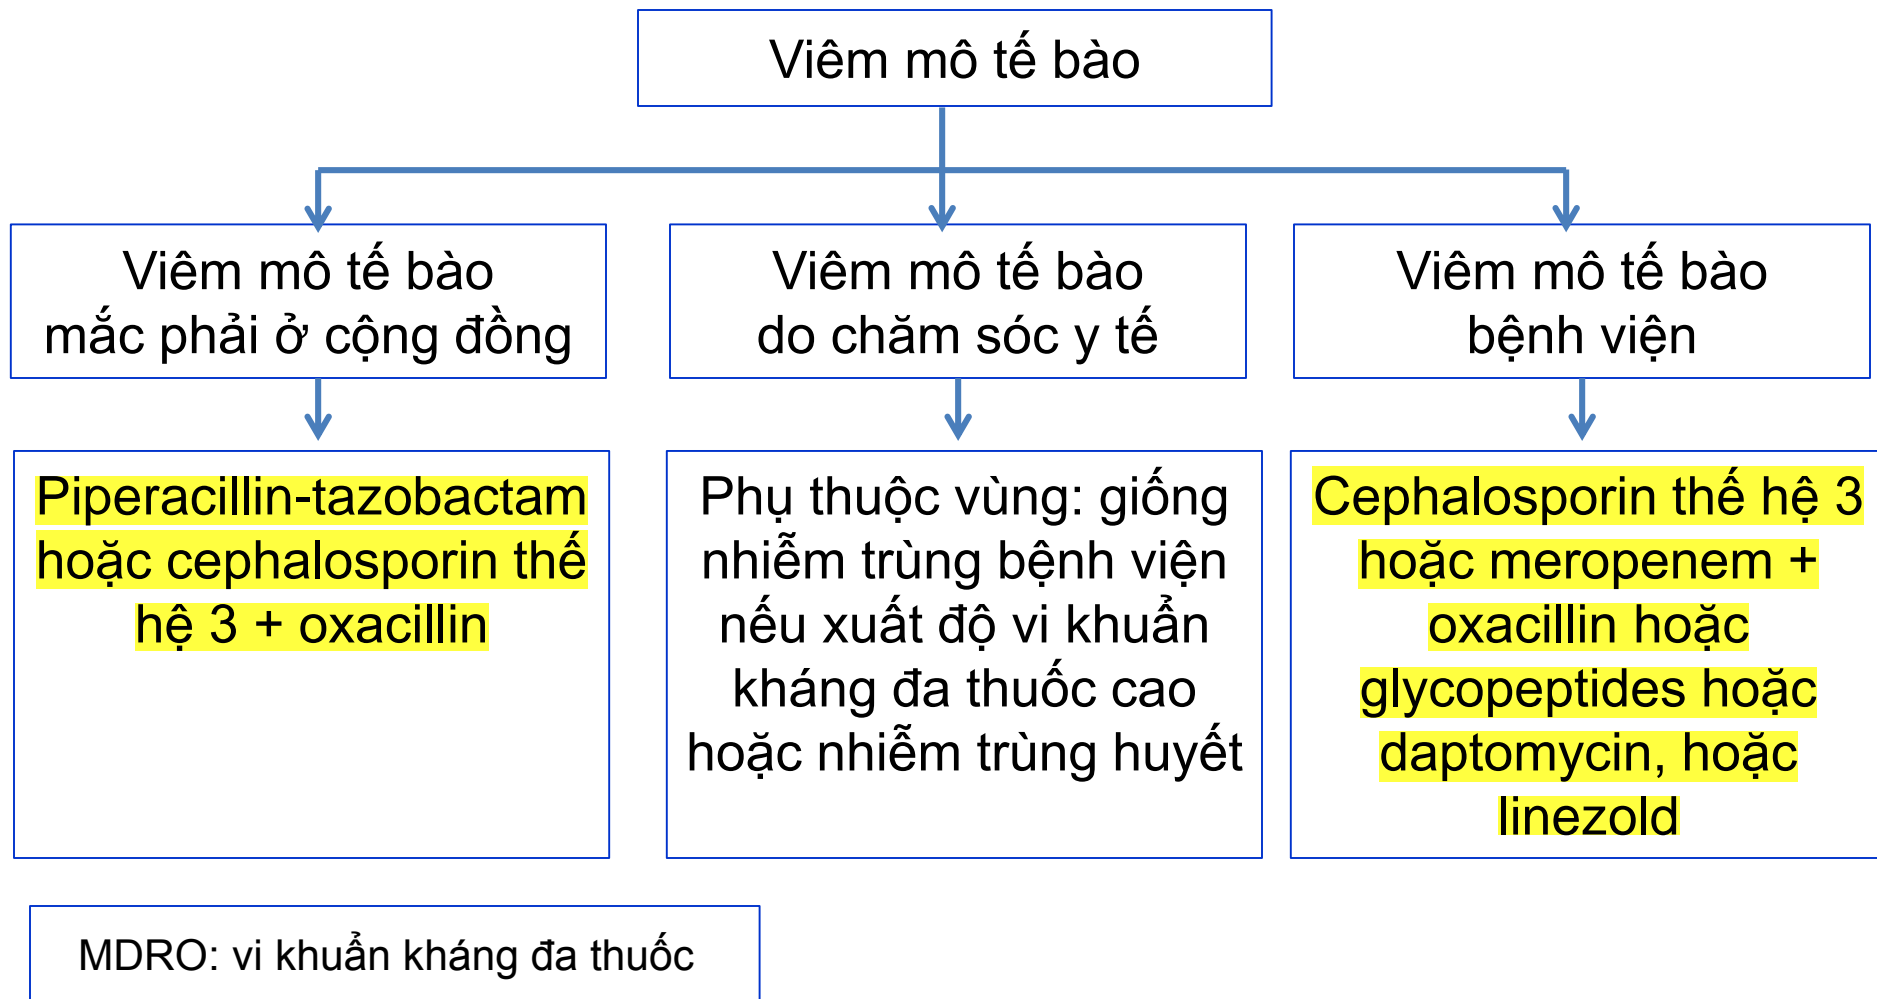 Viêm mô tế bào
Viêm mô tế bào
mắc phải ở cộng đồng
Viêm mô tế bào
do chăm sóc y tế
Viêm mô tế bào
bệnh viện
Piperacillin-tazobactam
hoặc cephalosporin thế
hệ 3 + oxacillin
Phụ thuộc vùng: giống
nhiễm trùng bệnh viện
nếu xuất độ vi khuẩn
kháng đa thuốc cao
hoặc nhiễm trùng huyết
Cephalosporin thế hệ 3
hoặc meropenem +
oxacillin hoặc
glycopeptides hoặc
daptomycin, hoặc
linezold
MDRO: vi khuẩn kháng đa thuốc